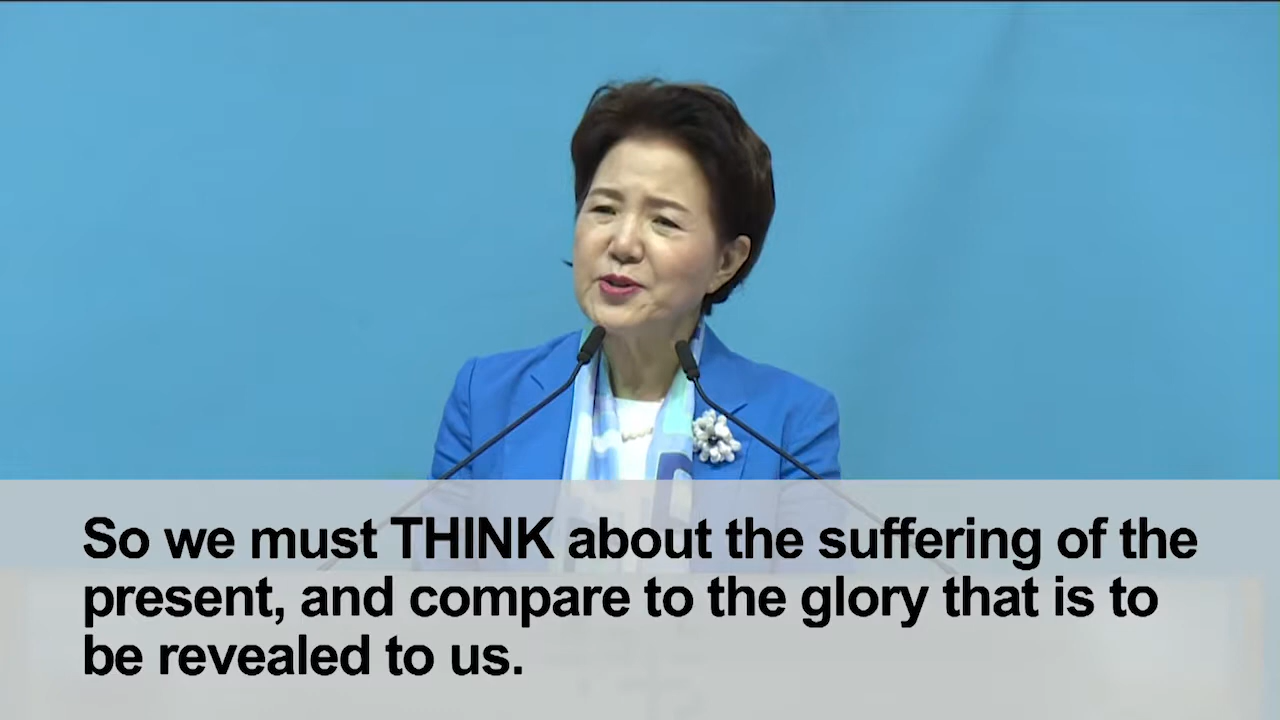 So we must THINK about the suffering of the
present, and compare to the glory that is to
be revealed to us.